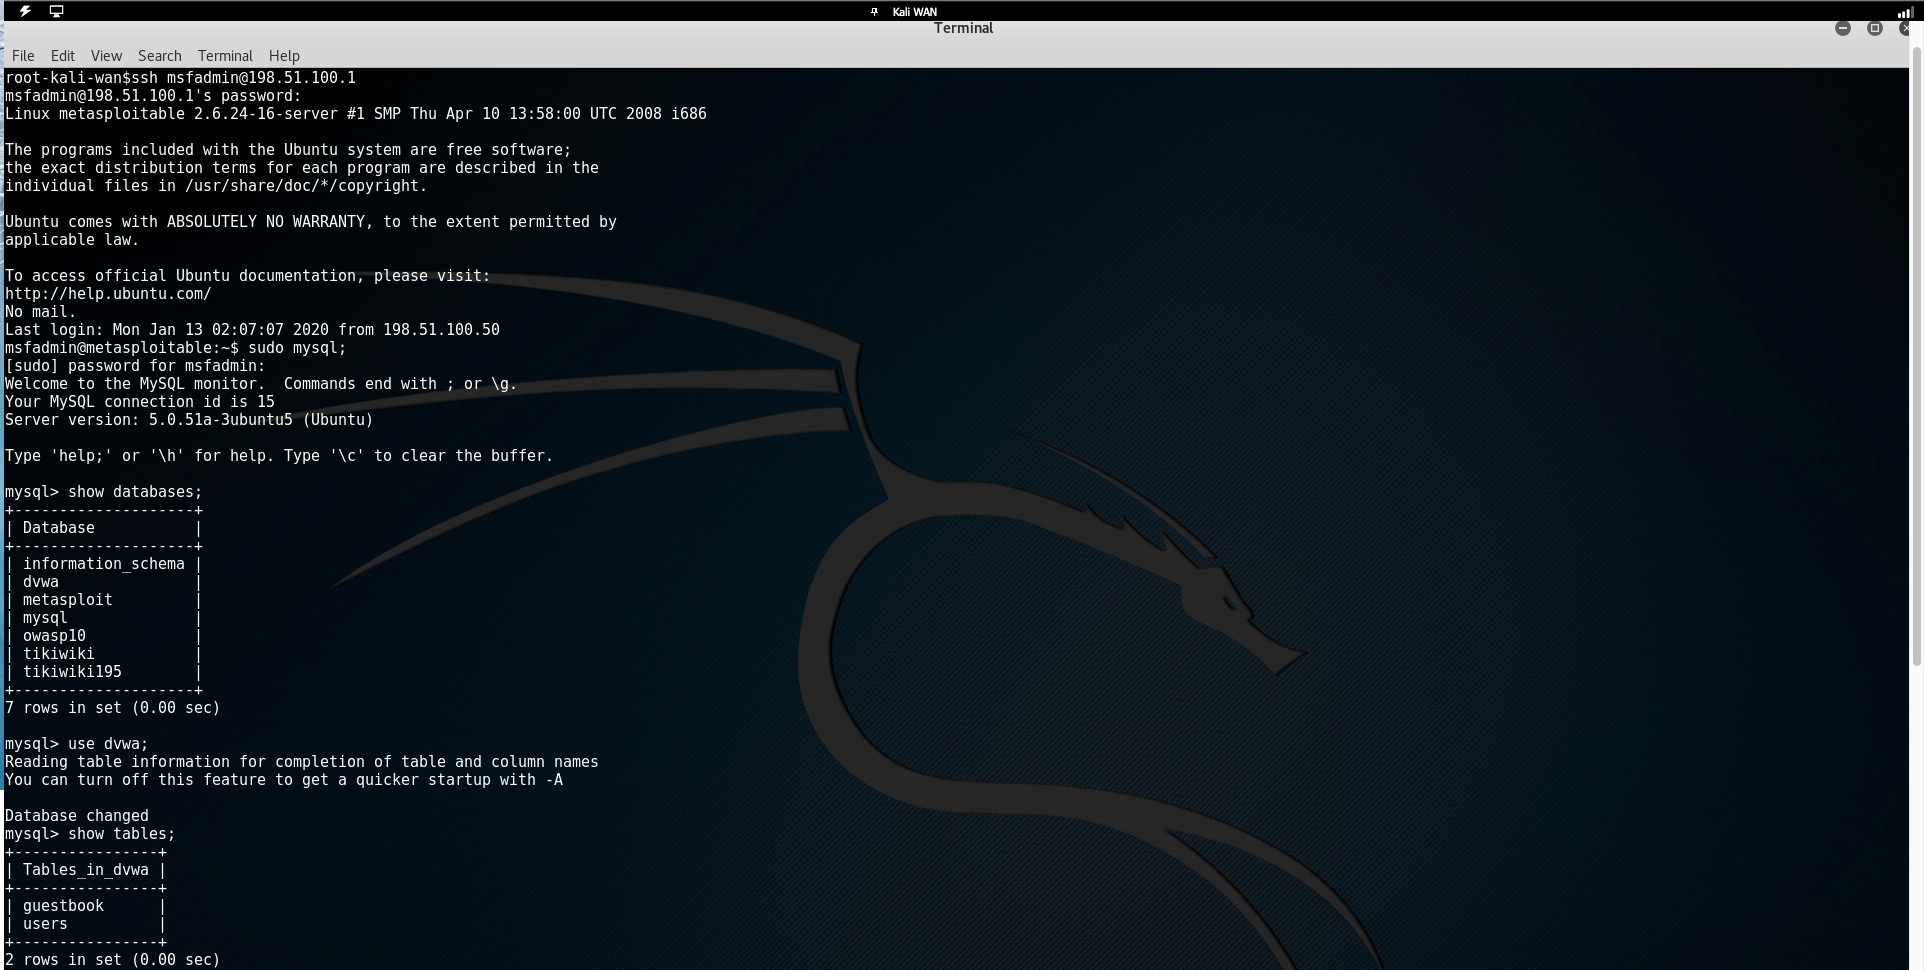 Kali WAN
Terminal
File Edit View Search Terminal Help
root-kali-wan$ssh msfadmin@198.51.100.1
msfadmin@198.51.100.1's password:
Linux metasploitable 2.6.24-16-server #1 SMP Thu Apr 10 13:58:00 UTC 2008 i686
The programs included with the Ubuntu system are free software;
the exact distribution terms for each program are described in the
individual files in /usr/share/doc/*/copyright.
Ubuntu comes with ABSOLUTELY NO WARRANTY, to the extent permitted by
applicable law.
To access official Ubuntu documentation, please visit:
http://help.ubuntu.com/
No mail.
Last login: Mon Jan 13 02:07:07 2020 from 198.51.100.50
msfadmin@metasploitable:~$ sudo mysql;
[sudo] password for msfadmin:
Welcome to the MySQL monitor.  Commands end with ; or \g.
Your MySQL connection id is 15
Server version: 5.0.51a-3ubuntu5 (Ubuntu)
Type 'help;' or '\h' for help. Type '\c' to clear the buffer.
mysql> show databases;
+--------------------+
| Database           |
+--------------------+
| information_schema |
| dvwa               |
| metasploit         |
| mysql              |
| owasp10            |
| tikiwiki           |
| tikiwiki195        |
+--------------------+
7 rows in set (0.00 sec)
mysql> use dvwa;
Reading table information for completion of table and column names
You can turn off this feature to get a quicker startup with -A
Database changed
mysql> show tables;
+----------------+
| Tables_in_dvwa |
+----------------+
| guestbook      |
| users          |
+----------------+
2 rows in set (0.00 sec)